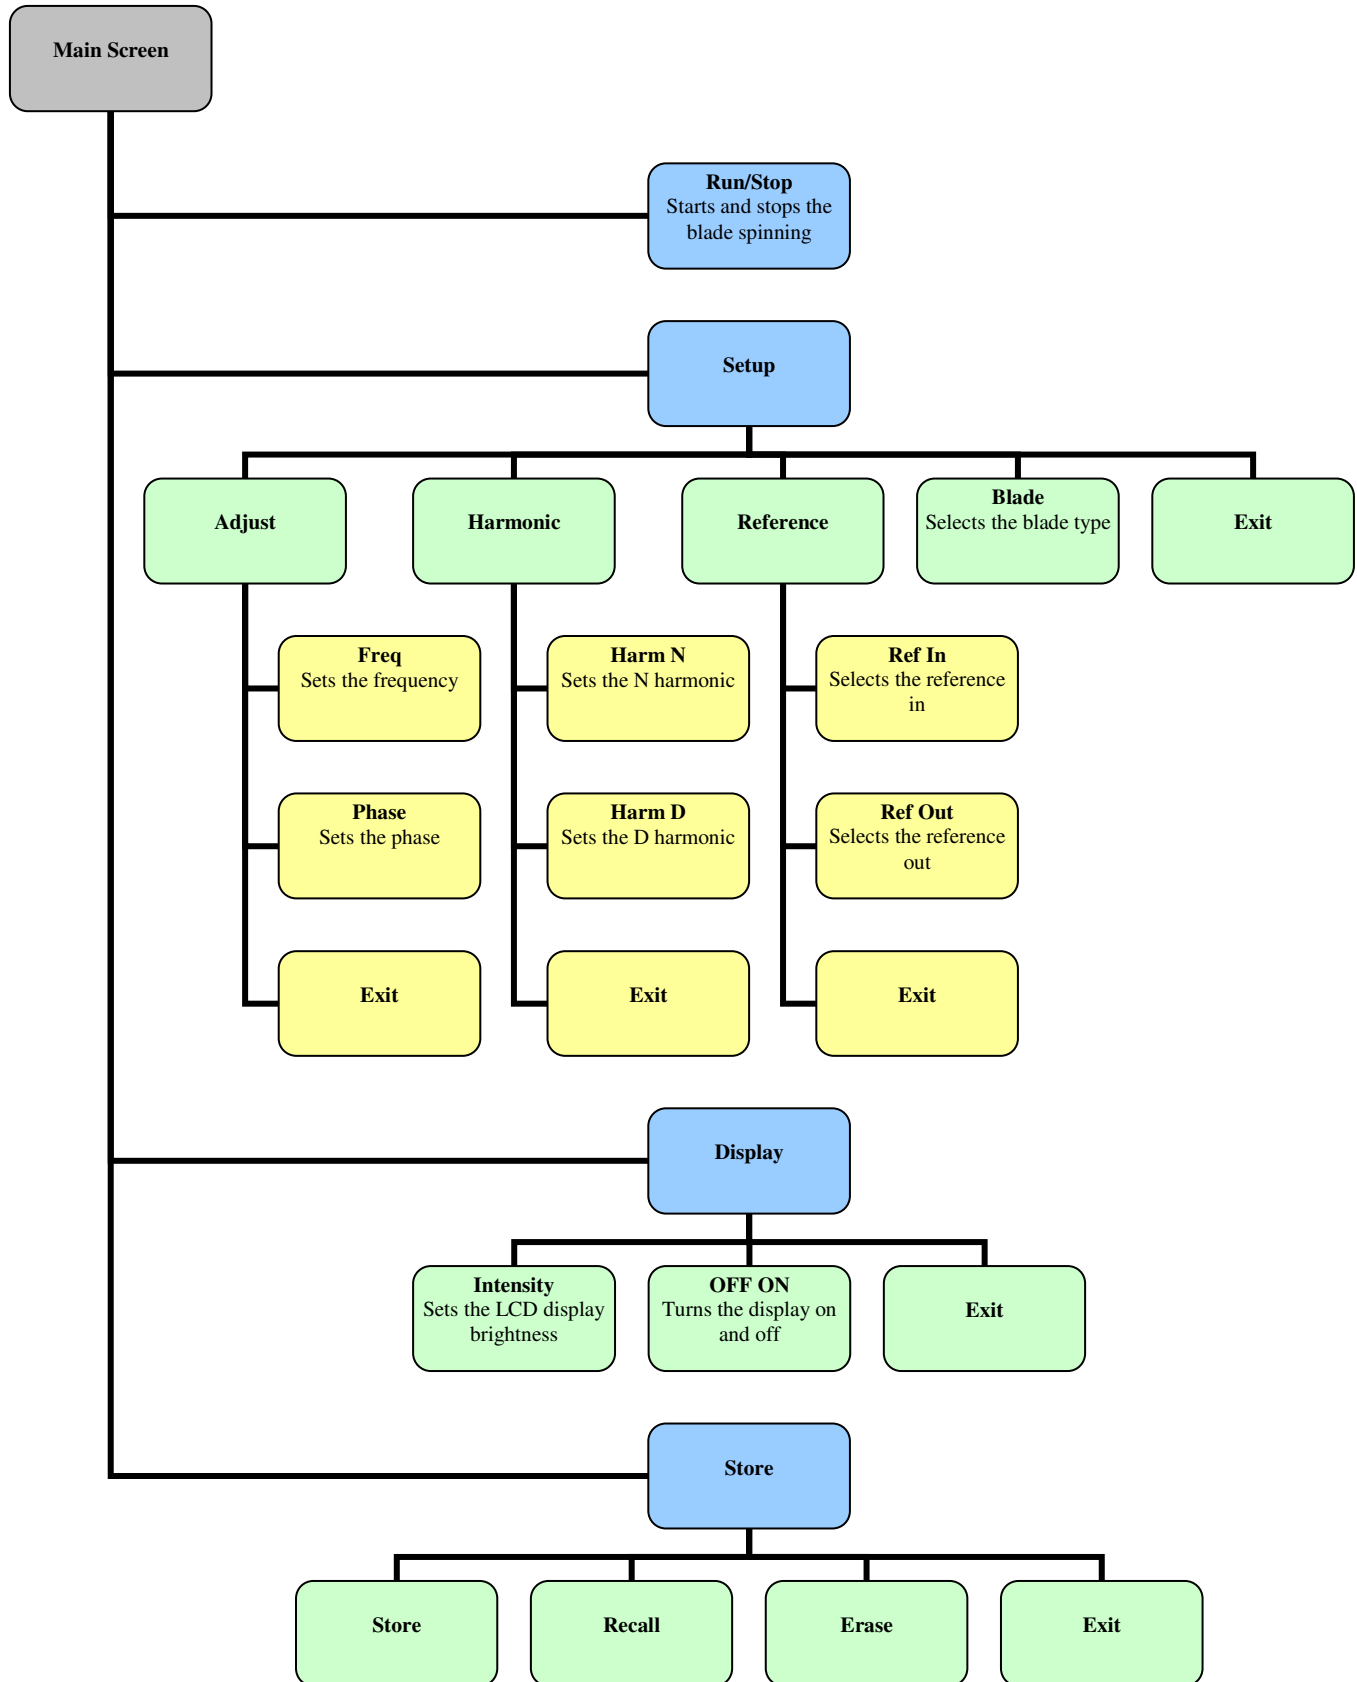 Main Screen
Run/Stop
Starts and stops the
blade spinning
Setup
Adjust
Harmonic
Reference
Blade
Selects the blade type
Exit
Freq
Sets the frequency
Harm N
Sets the N harmonic
Ref In
Selects the reference
in
Phase
Sets the phase
Harm D
Sets the D harmonic
Ref Out
Selects the reference
out
Exit
Exit
Exit
Display
Intensity
Sets the LCD display
brightness
OFF ON
Turns the display on
and off
Exit
Store
Store
Recall
Erase
Exit